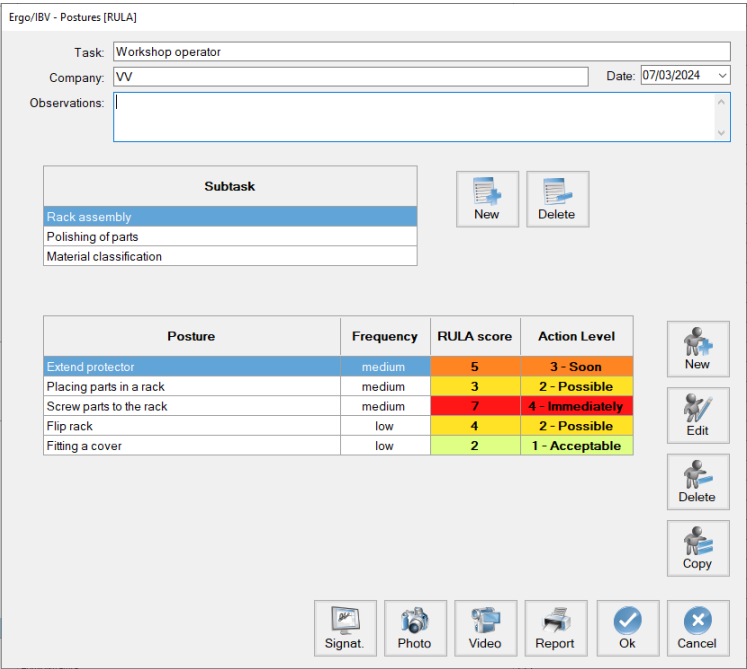 Ergo/IBV - Postures [RULA]
Task: Workshop operator
Company: VV Date: 07/03/2024
Observations:
Subtask
Rack assembly
Polishing of parts
Material classification
New Delete
Posture Frequency RULA score Action Level
Extend protector medium 5 3 - Soon
Placing parts in a rack medium 3 2 - Possible
Screw parts to the rack medium 7 4 - Immediately
Flip rack low 4 2 - Possible
Fitting a cover low 2 1 - Acceptable
New
Edit
Delete
Copy
Signat. Photo Video Report Ok Cancel